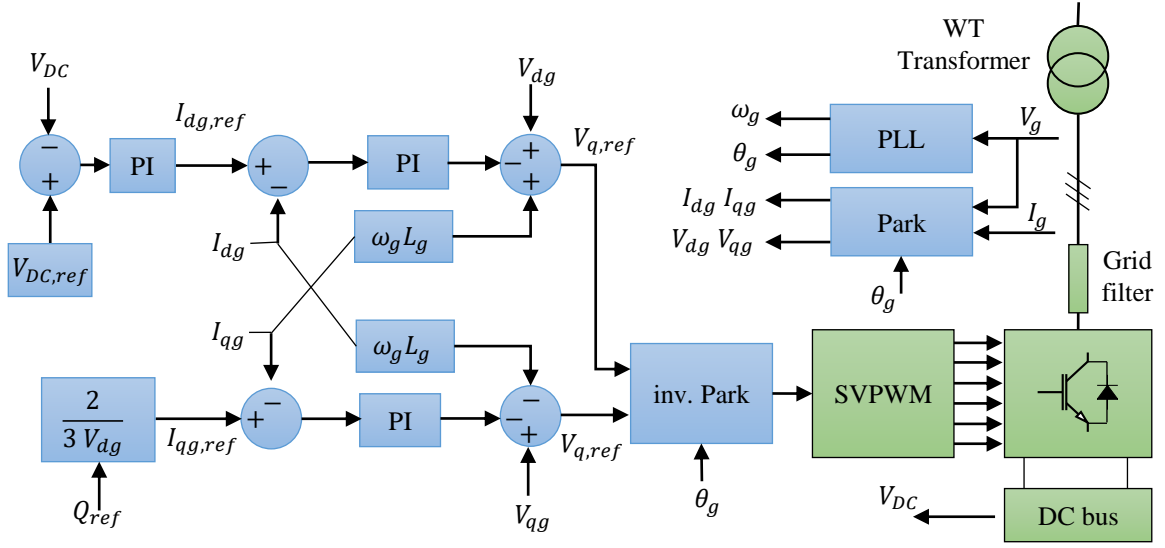 WT
Transformer
V_DC
V_dg
I_dg,ref
V_q,ref
ω_g
PLL
V_g
θ_g
−
+
PI
+
−
PI
−
+
+
I_dg I_qg
Park
I_g
V_dg V_qg
θ_g
V_DC,ref
I_dg
ω_g L_g
Grid
filter
I_qg
ω_g L_g
2
3 V_dg
I_qg,ref
+
−
PI
−
−
+
V_q,ref
inv. Park
SVPWM
Q_ref
V_qg
θ_g
V_DC
DC bus